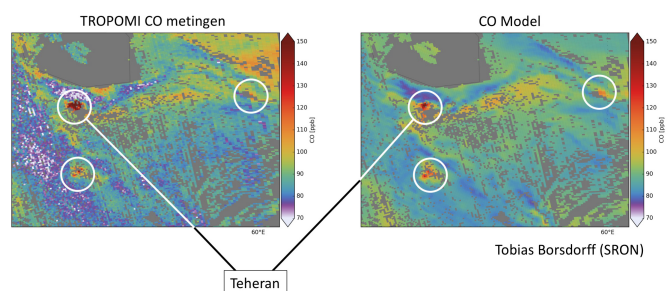 TROPOMI CO metingen
CO Model
150
140
130
120
110
100
90
80
70
CO [ppb]
60°E
150
140
130
120
110
100
90
80
70
CO [ppb]
60°E
Tobias Borsdorff (SRON)
Teheran